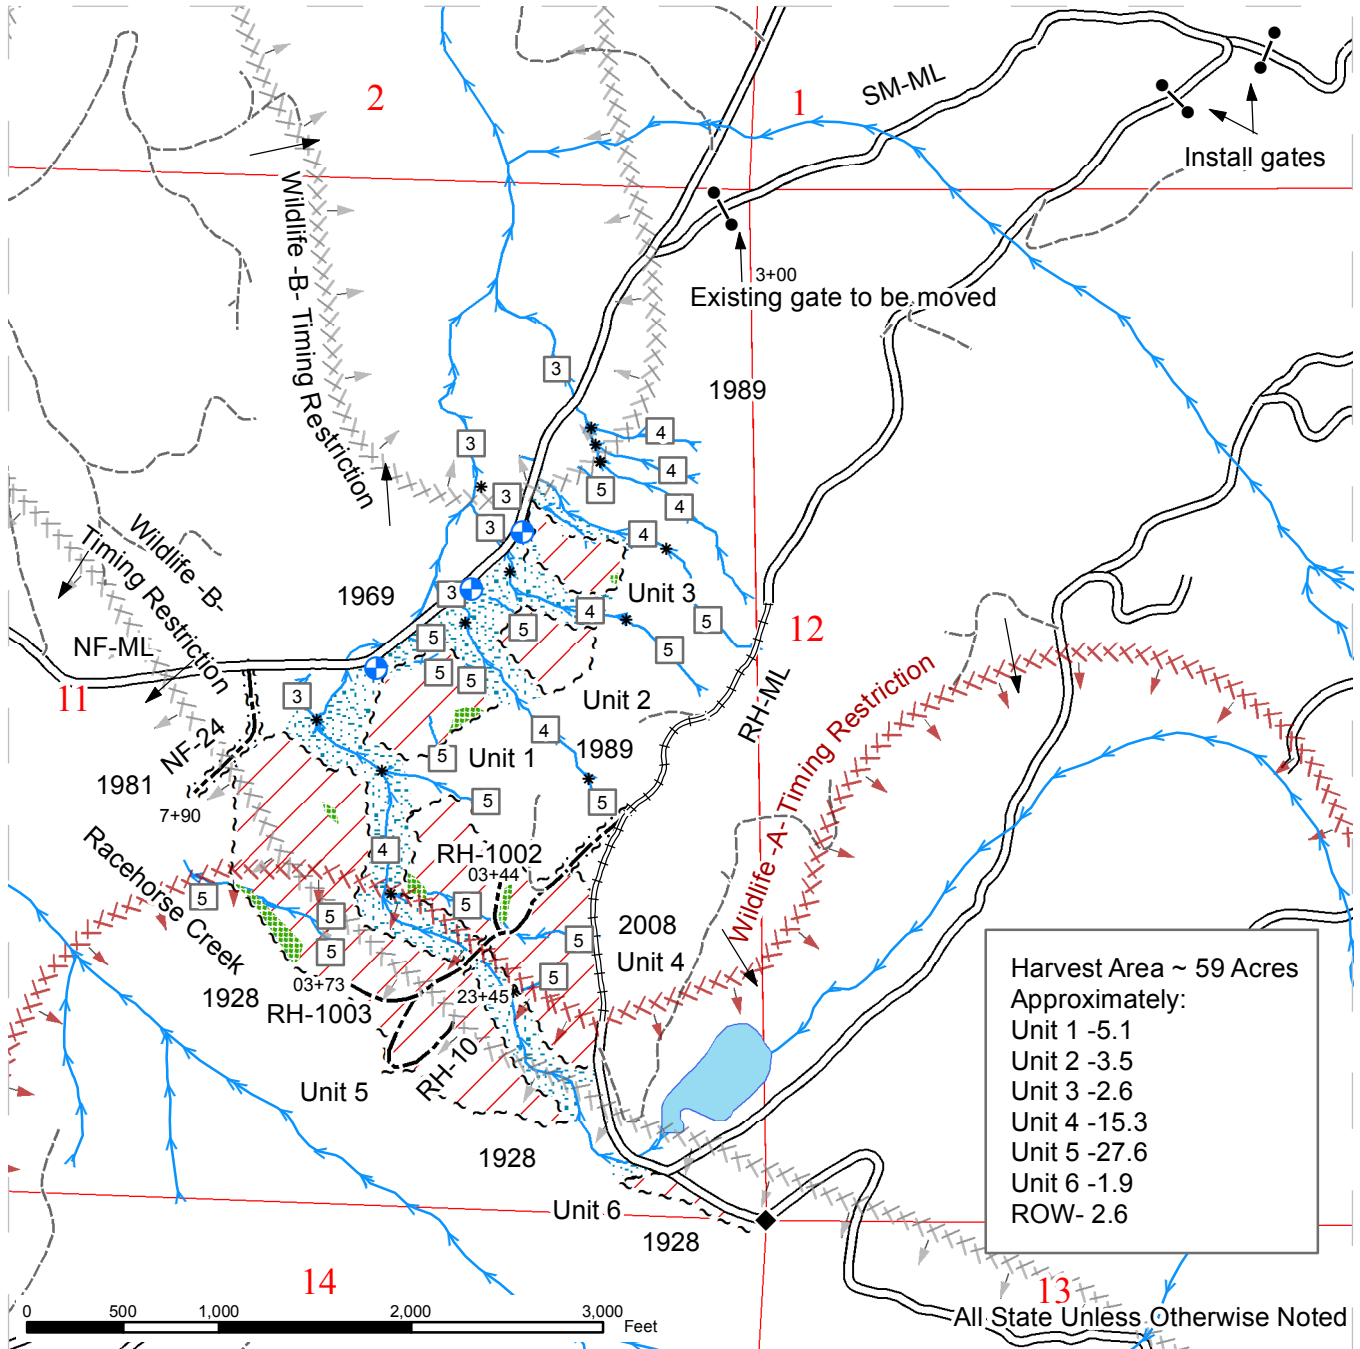 2
1
SM-ML
Install gates
3+00
Existing gate to be moved
Wildlife -B- Timing Restriction
3
1989
3
4
4
3
5
4
3
4
Wildlife -B-
Timing Restriction
1969
3
Unit 3
4
5
12
5
5
5
NF-ML
11
5
5
3
Unit 2
RH-ML
Wildlife -A-Timing Restriction
4
1989
NF-24
Unit 1
5
1981
7+90
5
5
Racehorse Creek
4
RH-1002
03+44
5
5
5
2008
5
Unit 4
5
5
1928
03+73
23+45
RH-1003
RH-10
Unit 5
1928
Unit 6
1928
14
13
Harvest Area ~ 59 Acres
Approximately:
Unit 1 -5.1
Unit 2 -3.5
Unit 3 -2.6
Unit 4 -15.3
Unit 5 -27.6
Unit 6 -1.9
ROW- 2.6
0 500 1,000 2,000 3,000
Feet
All State Unless Otherwise Noted